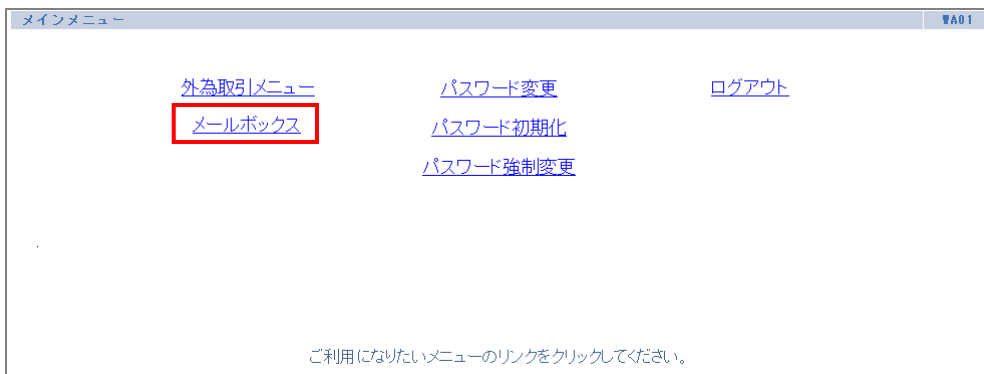 メインメニュー WA01
外為取引メニュー パスワード変更 ログアウト
メールボックス パスワード初期化
パスワード強制変更
ご利用になりたいメニューのリンクをクリックしてください。